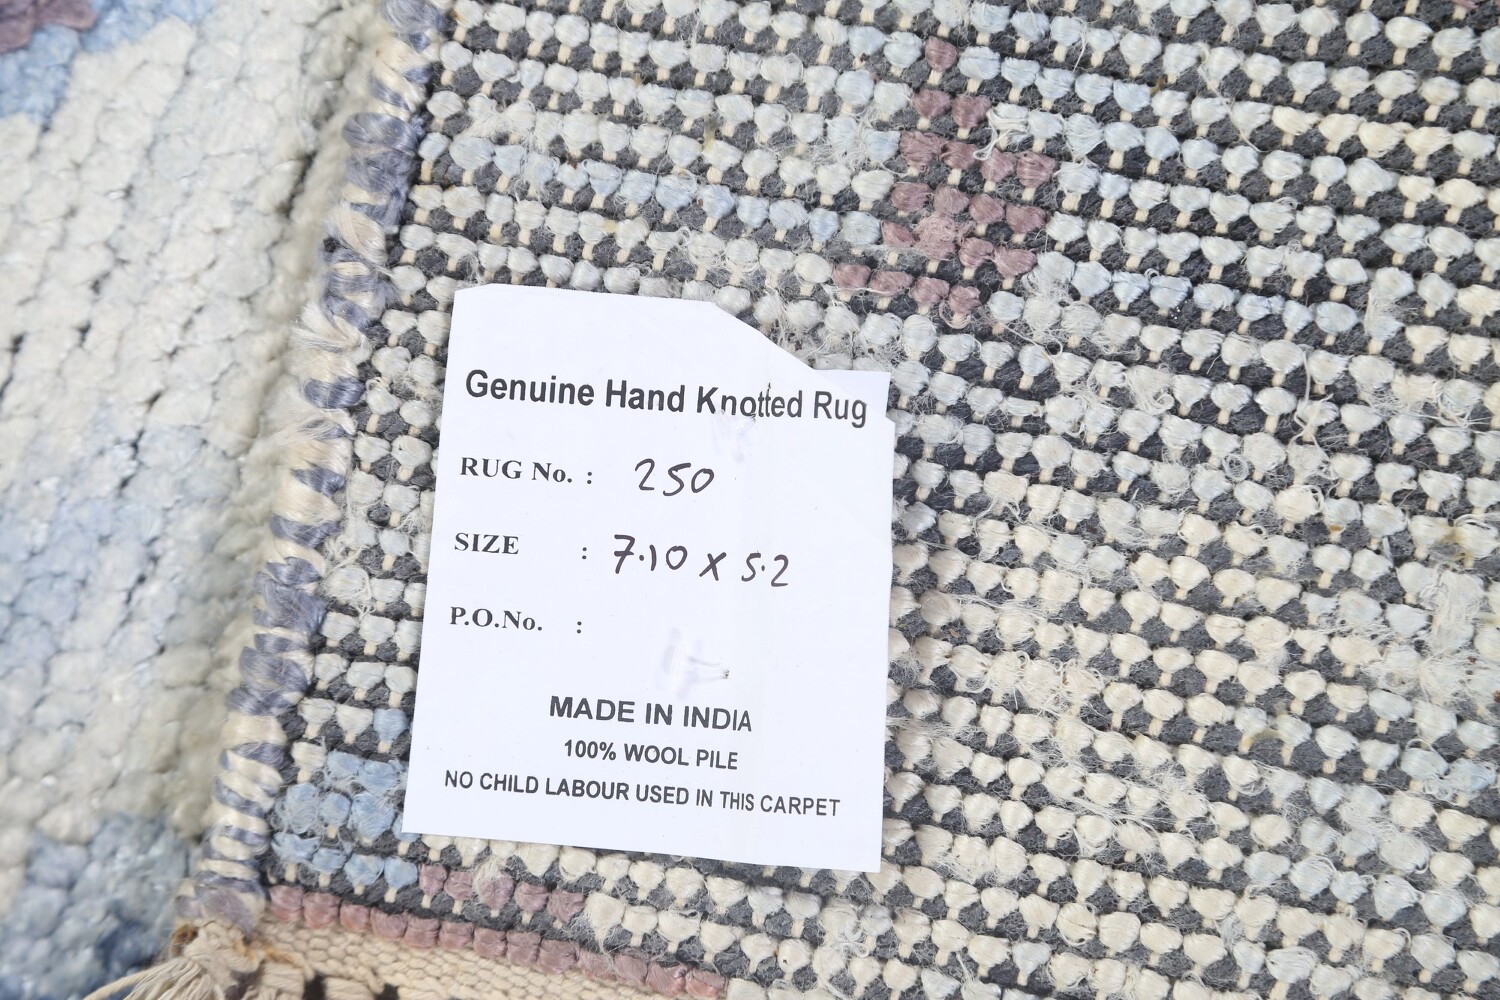 Genuine Hand Knotted Rug
RUG No. : 250
SIZE : 7.10 X 5.2
P.O.No. :
MADE IN INDIA
100% WOOL PILE
NO CHILD LABOUR USED IN THIS CARPET